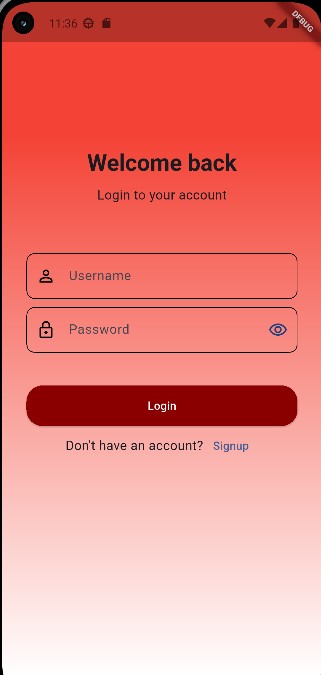 11:36
DEBUG
Welcome back
Login to your account
Username
Password
Login
Don't have an account? Signup